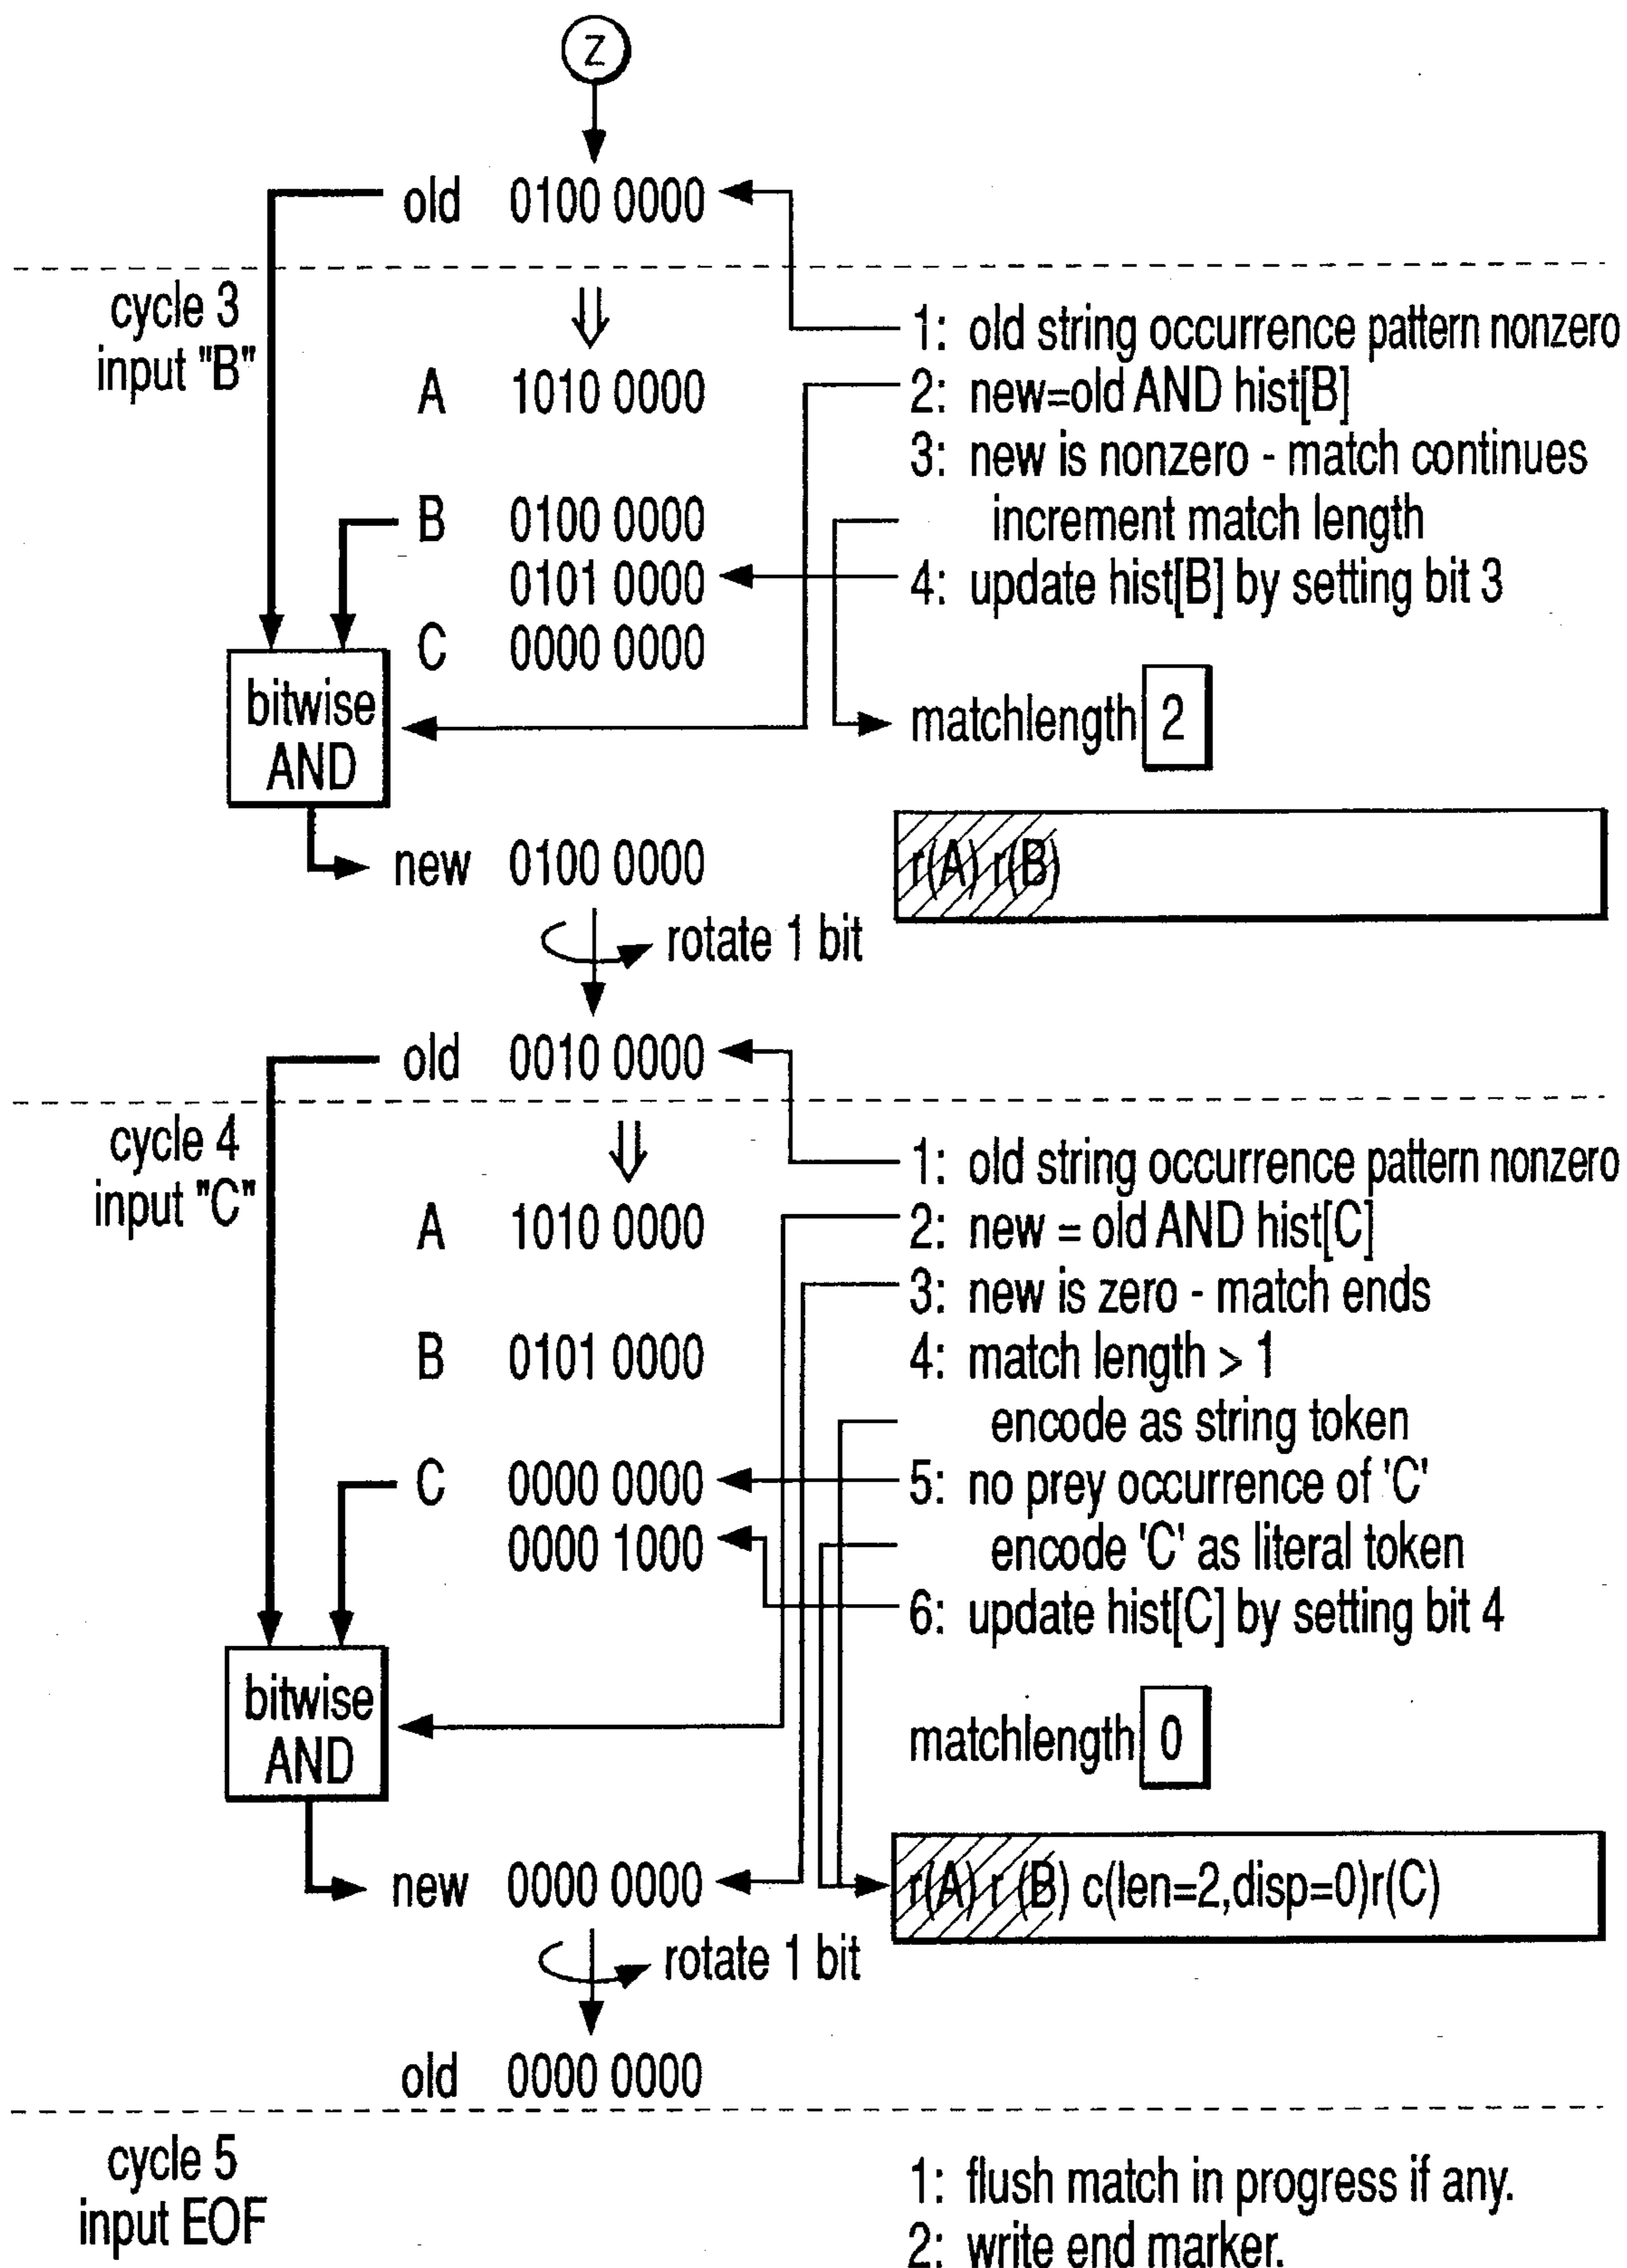 Z
old 0100 0000
cycle 3
input "B"
1: old string occurrence pattern nonzero
A 1010 0000
2: new=old AND hist[B]
3: new is nonzero - match continues
B 0100 0000
increment match length
0101 0000
4: update hist[B] by setting bit 3
C 0000 0000
bitwise
AND
matchlength 2
new 0100 0000
r(A) r(B)
rotate 1 bit
old 0010 0000
cycle 4
input "C"
1: old string occurrence pattern nonzero
A 1010 0000
2: new = old AND hist[C]
3: new is zero - match ends
B 0101 0000
4: match length > 1
encode as string token
C 0000 0000
5: no prey occurrence of 'C'
0000 1000
encode 'C' as literal token
6: update hist[C] by setting bit 4
bitwise
AND
matchlength 0
new 0000 0000
r(A) r (B) c(len=2,disp=0)r(C)
rotate 1 bit
old 0000 0000
cycle 5
input EOF
1: flush match in progress if any.
2: write end marker.